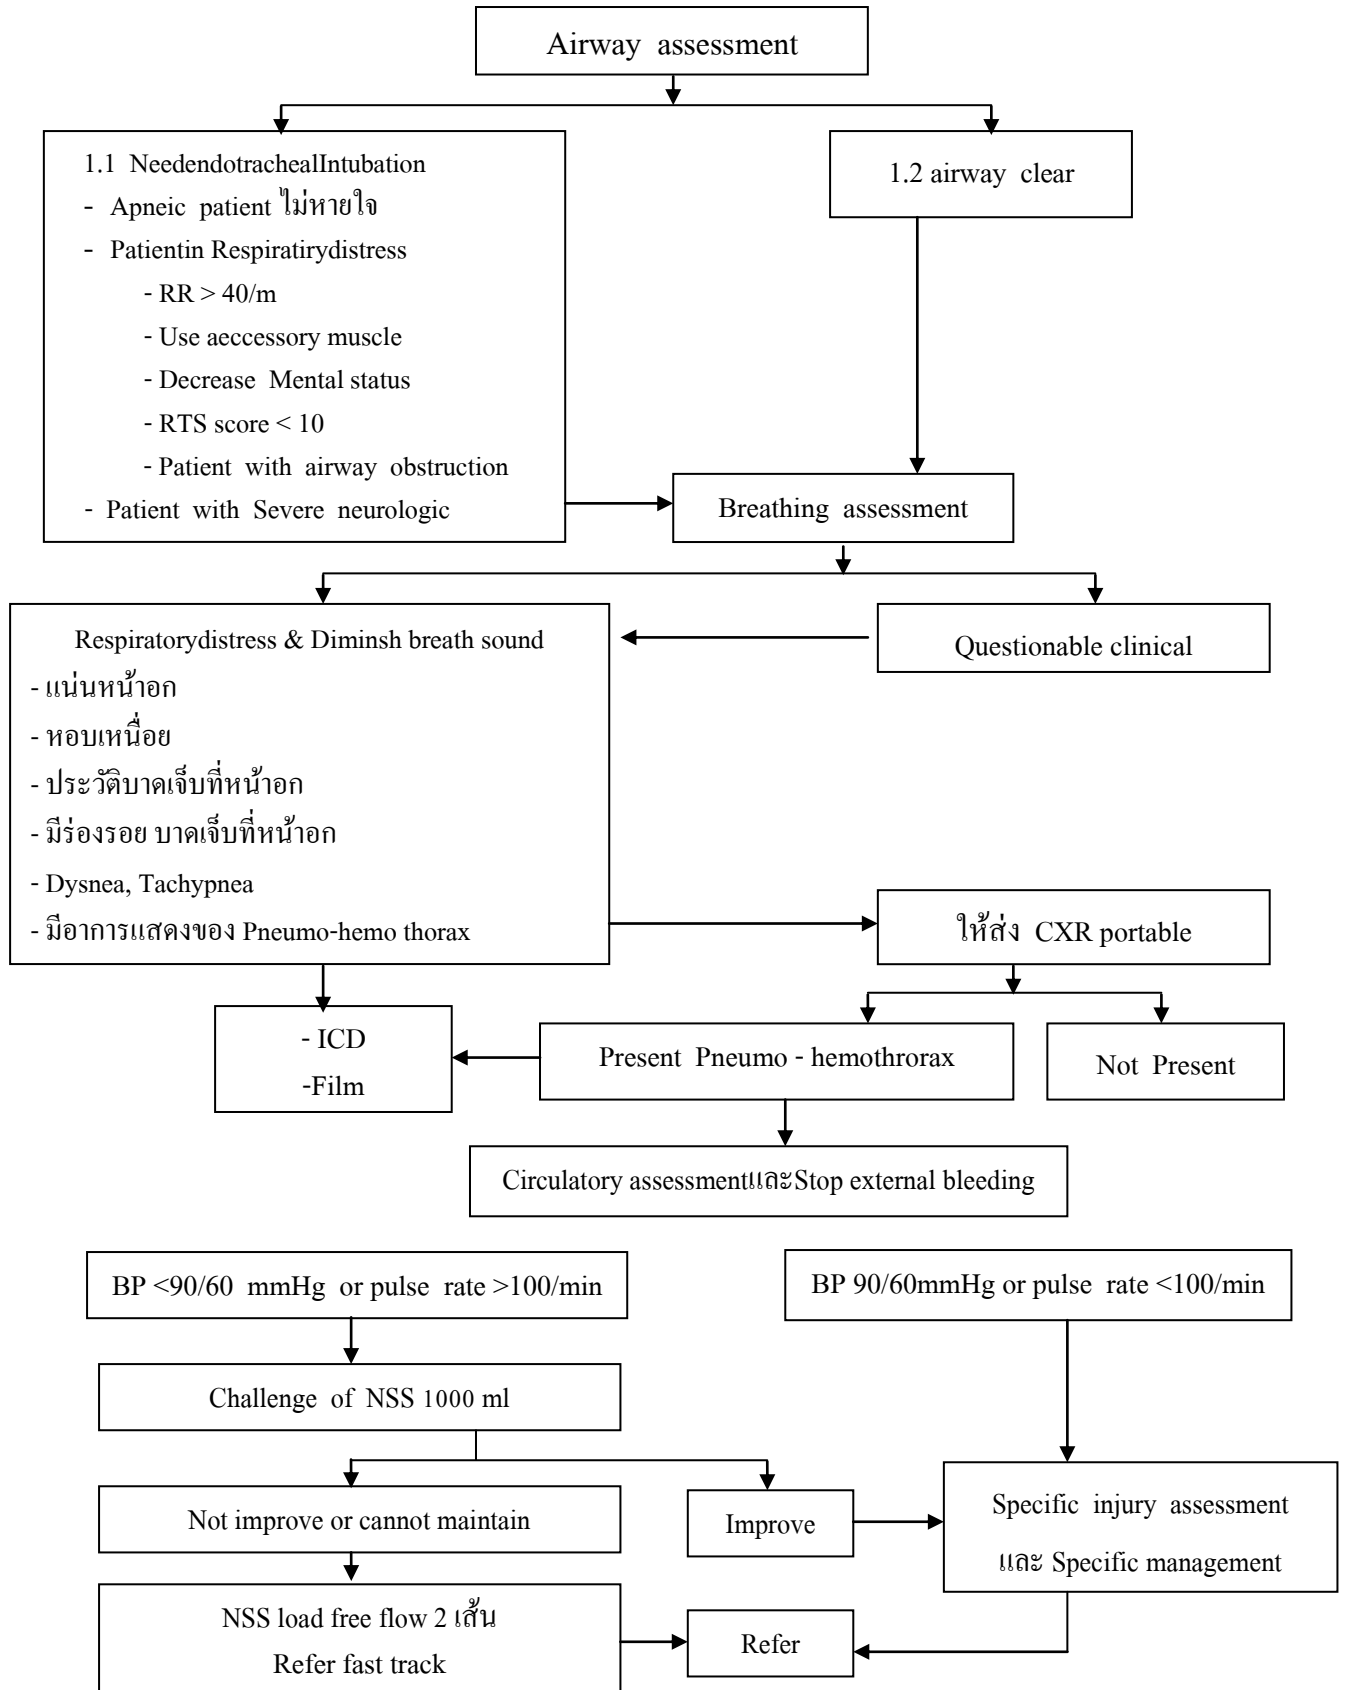 Airway assessment
1.1 NeedendotrachealIntubation
- Apneic patient ไม่หายใจ
- Patientin Respiratirydistress
- RR > 40/m
- Use aeccessory muscle
- Decrease Mental status
- RTS score < 10
- Patient with airway obstruction
- Patient with Severe neurologic
1.2 airway clear
Breathing assessment
Respiratorydistress & Diminsh breath sound
- แน่นหน้าอก
- หอบเหนื่อย
- ประวัติบาดเจ็บที่หน้าอก
- มีร่องรอย บาดเจ็บที่หน้าอก
- Dysnea, Tachypnea
- มีอาการแสดงของ Pneumo-hemo thorax
Questionable clinical
ให้ส่ง CXR portable
- ICD
-Film
Present Pneumo - hemothrorax
Not Present
Circulatory assessmentและStop external bleeding
BP <90/60 mmHg or pulse rate >100/min
BP 90/60mmHg or pulse rate <100/min
Challenge of NSS 1000 ml
Not improve or cannot maintain
Improve
Specific injury assessment
และ Specific management
NSS load free flow 2 เส้น
Refer fast track
Refer